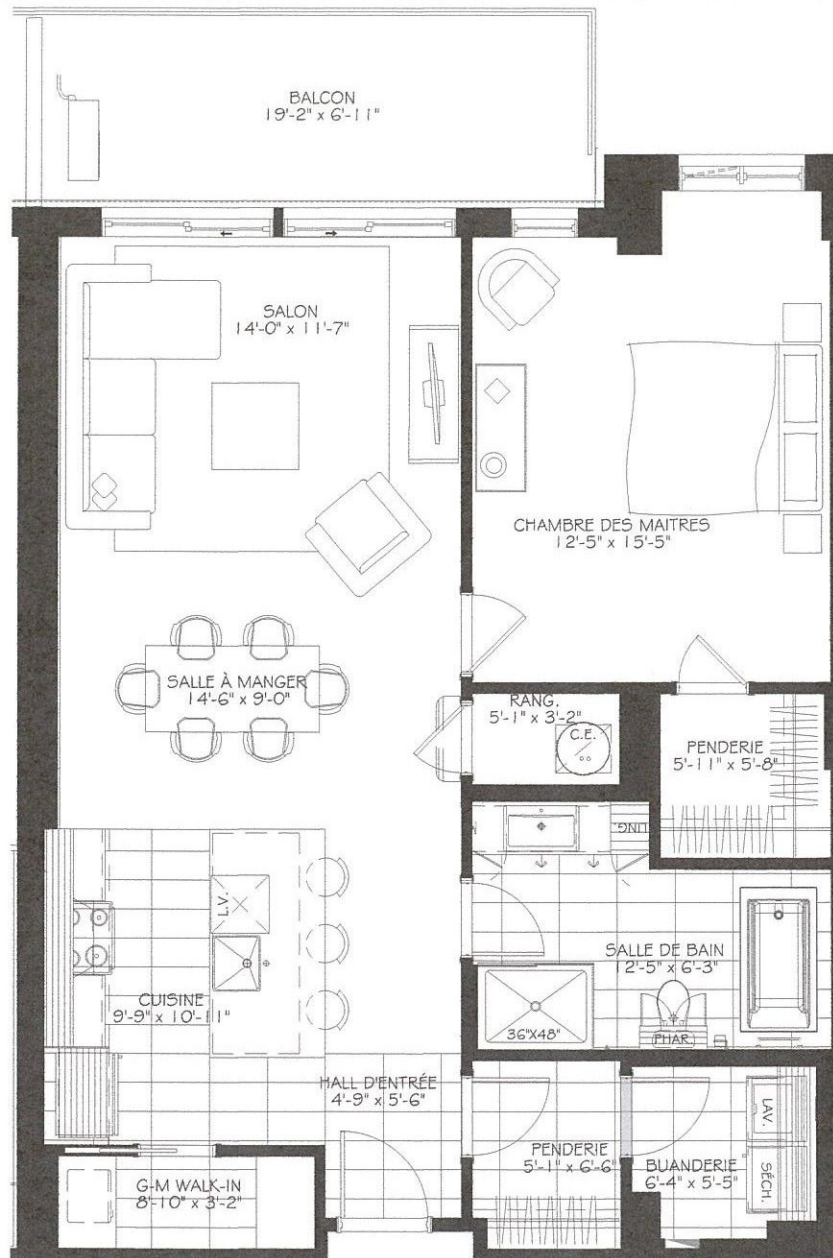 BALCON
19'-2" x 6'-11"
SALON
14'-0" x 11'-7"
CHAMBRE DES MAITRES
12'-5" x 15'-5"
SALLE À MANGER
14'-6" x 9'-0"
RANG.
5'-1" x 3'-2"
C.E.
PENDERIE
5'-11" x 5'-8"
LING.
L.V.
SALLE DE BAIN
12'-5" x 6'-3"
CUISINE
9'-9" x 10'-11"
36"X48"
PHAR.
HALL D'ENTRÉE
4'-9" x 5'-6"
LAV.
PENDERIE
5'-1" x 6'-6"
BUANDERIE
6'-4" x 5'-5"
SÉCH.
G-M WALK-IN
8'-10" x 3'-2"